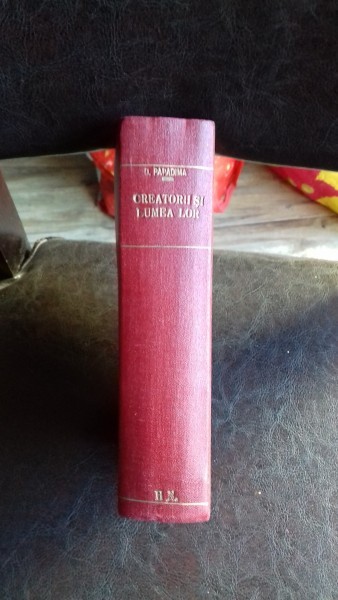 O. PAPADIMA
CREATORII ȘI
LUMEA LOR
H N.